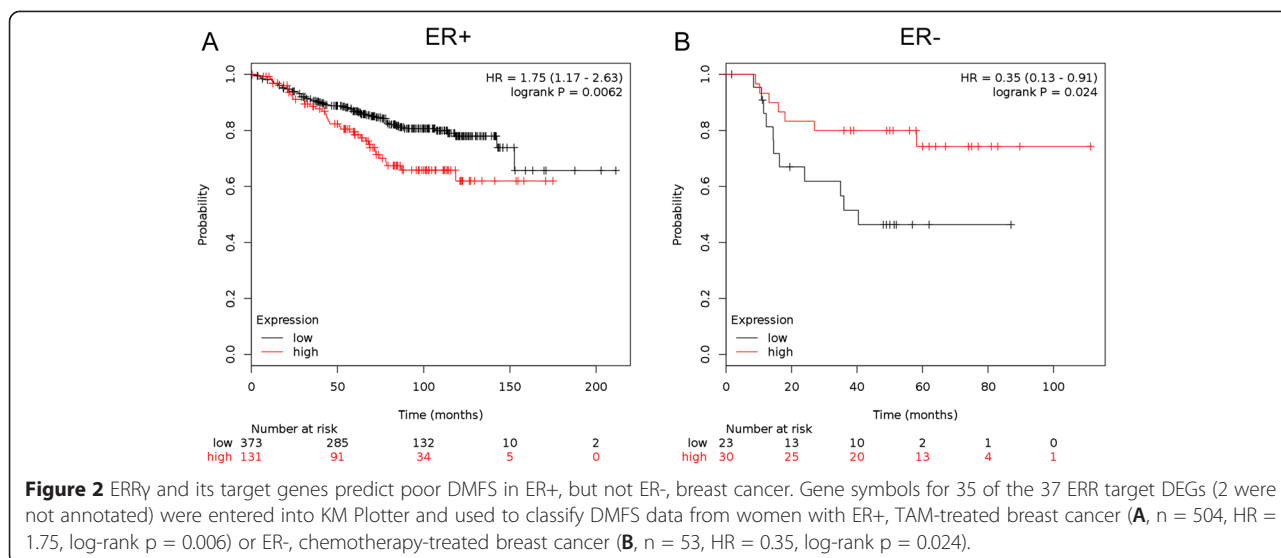 A
ER+
HR = 1.75 (1.17 - 2.63)
logrank P = 0.0062
Probability
1.0
0.8
0.6
0.4
0.2
0.0
Expression
low
high
0 50 100 150 200
Time (months)
Number at risk
low 373 285 132 10 2
high 131 91 34 5 0
B
ER-
HR = 0.35 (0.13 - 0.91)
logrank P = 0.024
Probability
1.0
0.8
0.6
0.4
0.2
0.0
Expression
low
high
0 20 40 60 80 100
Time (months)
Number at risk
low 23 13 10 2 1 0
high 30 25 20 13 4 1
Figure 2 ERRγ and its target genes predict poor DMFS in ER+, but not ER-, breast cancer. Gene symbols for 35 of the 37 ERR target DEGs (2 were
not annotated) were entered into KM Plotter and used to classify DMFS data from women with ER+, TAM-treated breast cancer (A, n = 504, HR =
1.75, log-rank p = 0.006) or ER-, chemotherapy-treated breast cancer (B, n = 53, HR = 0.35, log-rank p = 0.024).